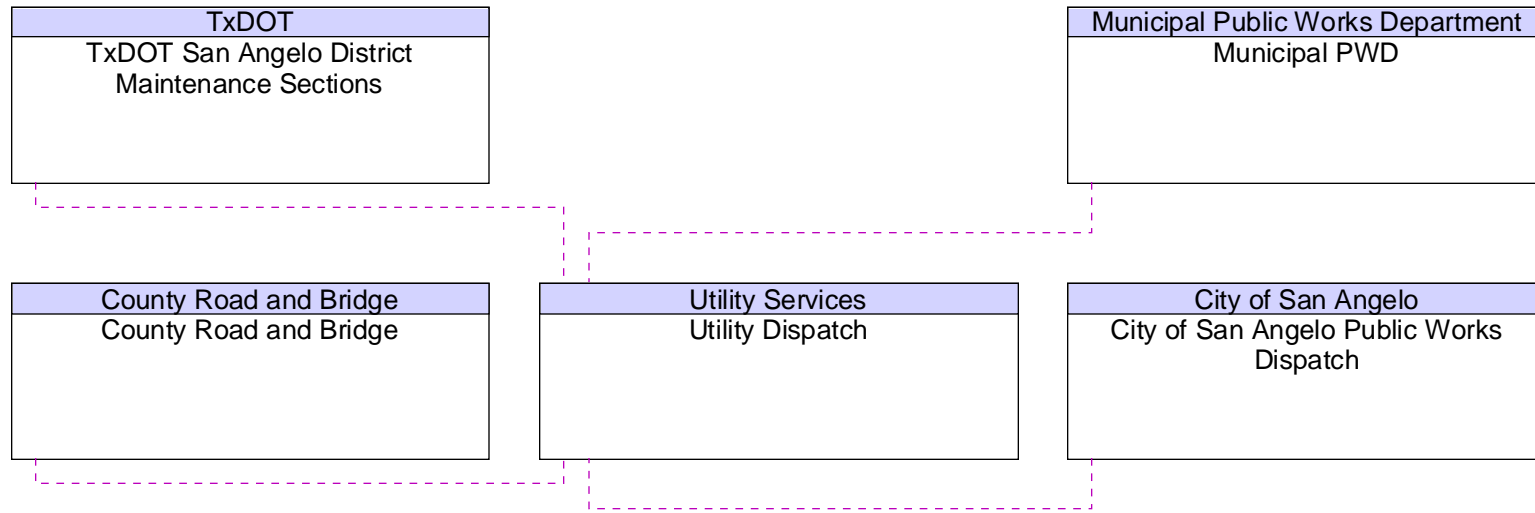 TxDOT
TxDOT San Angelo District
Maintenance Sections
Municipal Public Works Department
Municipal PWD
County Road and Bridge
County Road and Bridge
Utility Services
Utility Dispatch
City of San Angelo
City of San Angelo Public Works
Dispatch